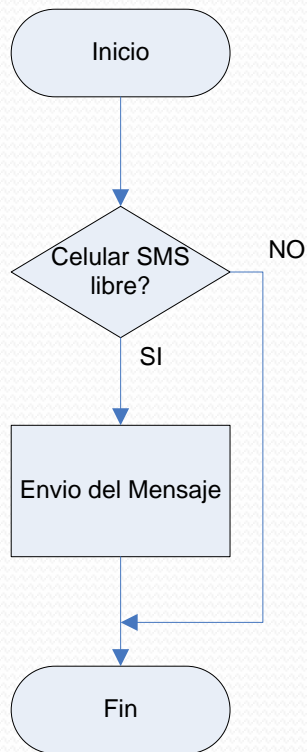 Inicio
Celular SMS
libre?
NO
SI
Envio del Mensaje
Fin